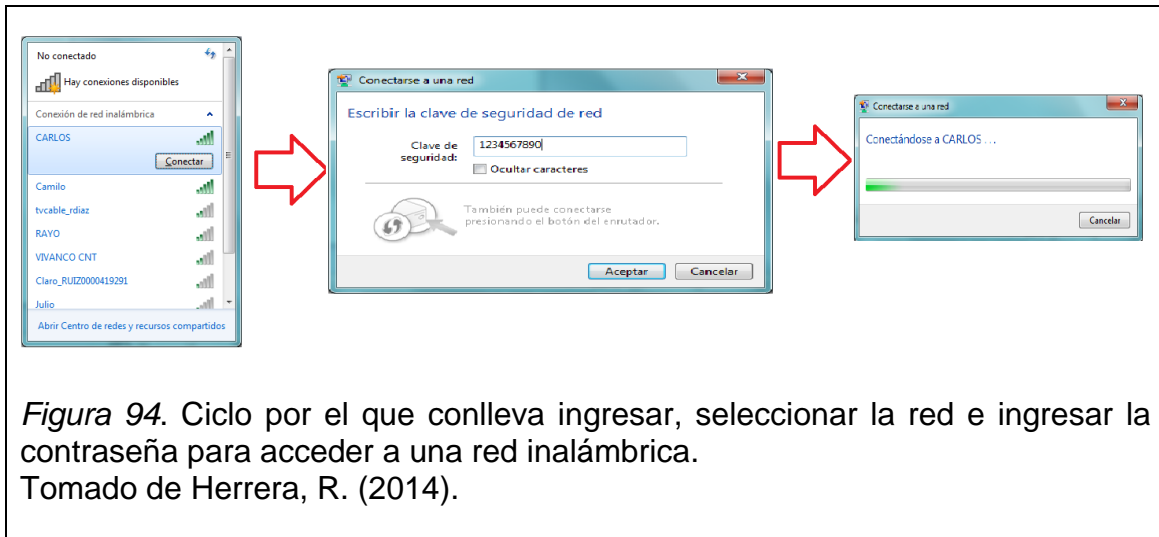 No conectado
Hay conexiones disponibles
Conexión de red inalámbrica
CARLOS
Conectar
Camilo
tvcable_rdiaz
RAYO
VIVANCO CNT
Claro_RUIZ0000419291
Julio
Abrir Centro de redes y recursos compartidos
Conectarse a una red
Escribir la clave de seguridad de red
Clave de
seguridad:
1234567890
Ocultar caracteres
También puede conectarse
presionando el botón del enrutador.
Aceptar
Cancelar
Conectarse a una red
Conectándose a CARLOS . . .
Cancelar
Figura 94. Ciclo por el que conlleva ingresar, seleccionar la red e ingresar la
contraseña para acceder a una red inalámbrica.
Tomado de Herrera, R. (2014).